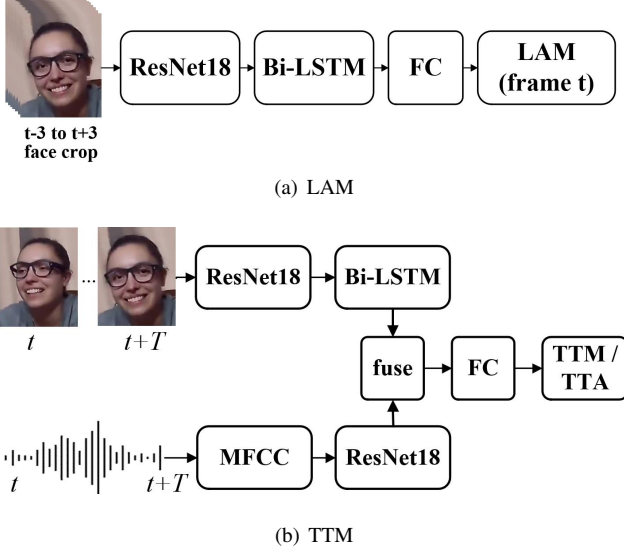 ResNet18
Bi-LSTM
FC
LAM
(frame t)
t-3 to t+3
face crop
(a) LAM
ResNet18
Bi-LSTM
...
t
t+T
fuse
FC
TTM /
TTA
MFCC
ResNet18
t
t+T
(b) TTM